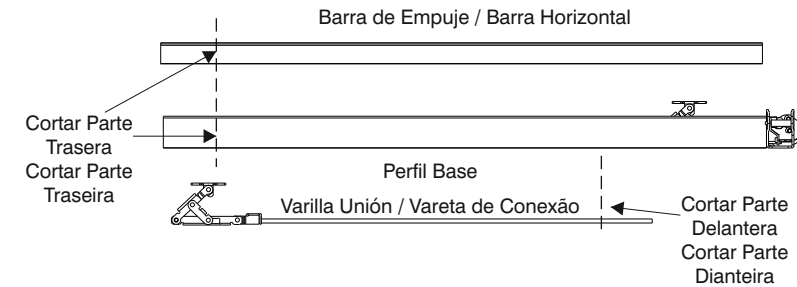 Barra de Empuje / Barra Horizontal
Cortar Parte
Trasera
Cortar Parte
Traseira
Perfil Base
Varilla Unión / Vareta de Conexão
Cortar Parte
Delantera
Cortar Parte
Dianteira